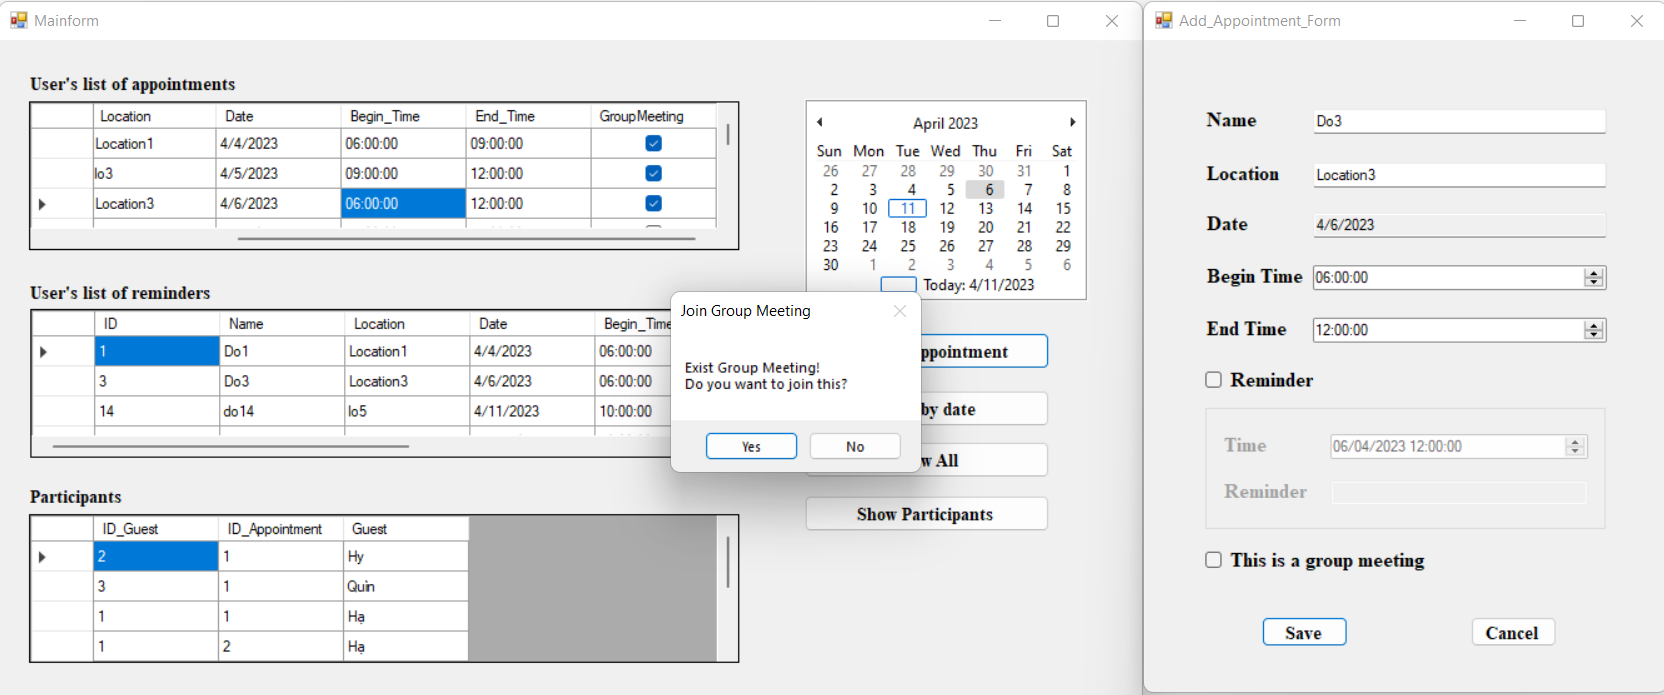 Mainform
User's list of appointments
Location Date Begin_Time End_Time GroupMeeting
Location1 4/4/2023 06:00:00 09:00:00
lo3 4/5/2023 09:00:00 12:00:00
Location3 4/6/2023 06:00:00 12:00:00
User's list of reminders
ID Name Location Date Begin_Time
1 Do1 Location1 4/4/2023 06:00:00
3 Do3 Location3 4/6/2023 06:00:00
14 do14 lo5 4/11/2023 10:00:00
Participants
ID_Guest ID_Appointment Guest
2 1 Hy
3 1 Quìn
1 1 Hạ
1 2 Hạ
April 2023
Sun Mon Tue Wed Thu Fri Sat
26 27 28 29 30 31 1
2 3 4 5 6 7 8
9 10 11 12 13 14 15
16 17 18 19 20 21 22
23 24 25 26 27 28 29
30 1 2 3 4 5 6
Today: 4/11/2023
by date
Show Participants
Join Group Meeting
Exist Group Meeting!
Do you want to join this?
Yes No
Add_Appointment_Form
Name Do3
Location Location3
Date 4/6/2023
Begin Time 06:00:00
End Time 12:00:00
Reminder
Time 06/04/2023 12:00:00
Reminder
This is a group meeting
Save Cancel